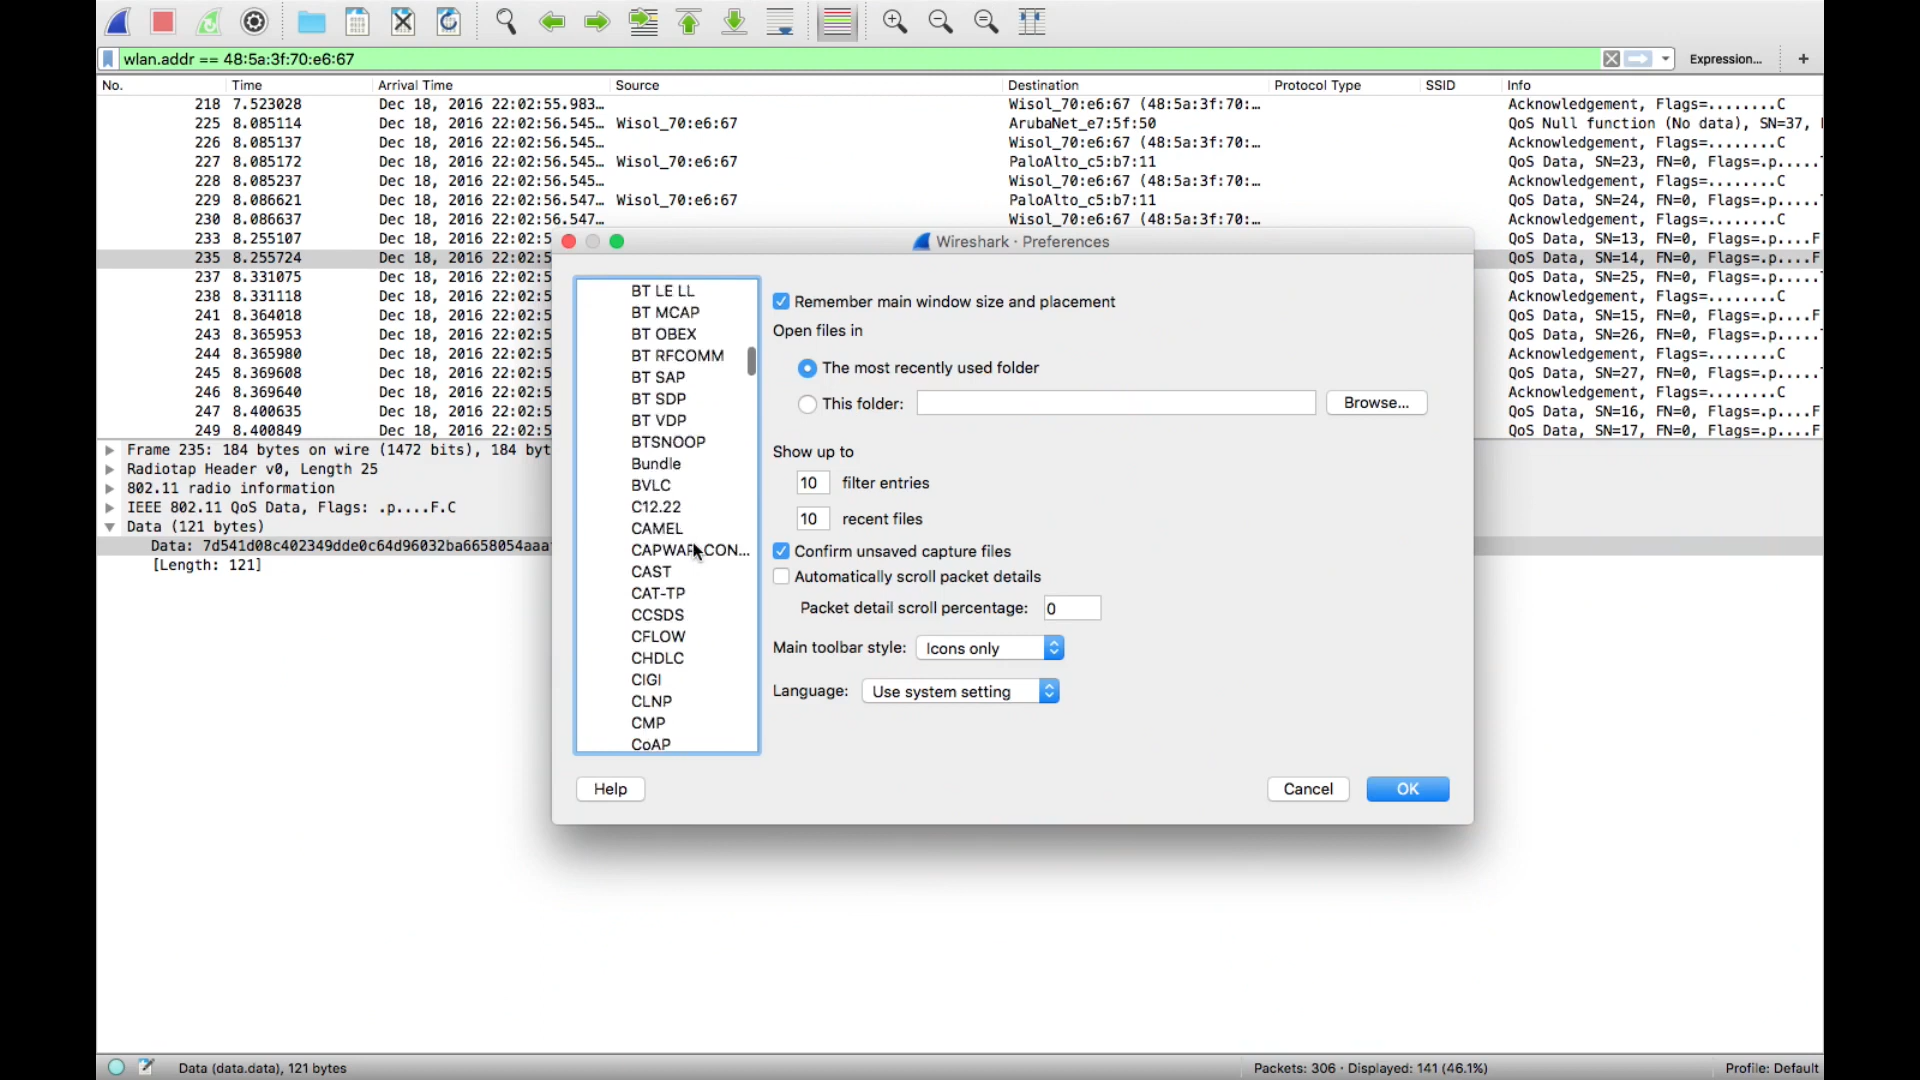 wlan.addr == 48:5a:3f:70:e6:67
Expression...
+
No. Time Arrival Time Source Destination Protocol Type SSID Info
218 7.523028 Dec 18, 2016 22:02:55.983… Wisol_70:e6:67 (48:5a:3f:70:… Acknowledgement, Flags=........C
225 8.085114 Dec 18, 2016 22:02:56.545… Wisol_70:e6:67 ArubaNet_e7:5f:50 QoS Null function (No data), SN=37,
226 8.085137 Dec 18, 2016 22:02:56.545… Wisol_70:e6:67 (48:5a:3f:70:… Acknowledgement, Flags=........C
227 8.085172 Dec 18, 2016 22:02:56.545… Wisol_70:e6:67 PaloAlto_c5:b7:11 QoS Data, SN=23, FN=0, Flags=.p.....
228 8.085237 Dec 18, 2016 22:02:56.545… Wisol_70:e6:67 (48:5a:3f:70:… Acknowledgement, Flags=........C
229 8.086621 Dec 18, 2016 22:02:56.547… Wisol_70:e6:67 PaloAlto_c5:b7:11 QoS Data, SN=24, FN=0, Flags=.p.....
230 8.086637 Dec 18, 2016 22:02:56.547… Wisol_70:e6:67 (48:5a:3f:70:… Acknowledgement, Flags=........C
233 8.255107 Dec 18, 2016 22:02:5 QoS Data, SN=13, FN=0, Flags=.p....F
235 8.255724 Dec 18, 2016 22:02:5 QoS Data, SN=14, FN=0, Flags=.p....F
237 8.331075 Dec 18, 2016 22:02:5 QoS Data, SN=25, FN=0, Flags=.p.....
238 8.331118 Dec 18, 2016 22:02:5 Acknowledgement, Flags=........C
241 8.364018 Dec 18, 2016 22:02:5 QoS Data, SN=15, FN=0, Flags=.p....F
243 8.365953 Dec 18, 2016 22:02:5 QoS Data, SN=26, FN=0, Flags=.p.....
244 8.365980 Dec 18, 2016 22:02:5 Acknowledgement, Flags=........C
245 8.369608 Dec 18, 2016 22:02:5 QoS Data, SN=27, FN=0, Flags=.p.....
246 8.369640 Dec 18, 2016 22:02:5 Acknowledgement, Flags=........C
247 8.400635 Dec 18, 2016 22:02:5 QoS Data, SN=16, FN=0, Flags=.p....F
249 8.400849 Dec 18, 2016 22:02:5 QoS Data, SN=17, FN=0, Flags=.p....F
Frame 235: 184 bytes on wire (1472 bits), 184 byt
Radiotap Header v0, Length 25
802.11 radio information
IEEE 802.11 QoS Data, Flags: .p....F.C
Data (121 bytes)
Data: 7d541d08c402349dde0c64d96032ba6658054aaa
[Length: 121]
Wireshark · Preferences
BT LE LL
BT MCAP
BT OBEX
BT RFCOMM
BT SAP
BT SDP
BT VDP
BTSNOOP
Bundle
BVLC
C12.22
CAMEL
CAPWAP-CON...
CAST
CAT-TP
CCSDS
CFLOW
CHDLC
CIGI
CLNP
CMP
CoAP
Remember main window size and placement
Open files in
The most recently used folder
This folder:
Browse...
Show up to
10 filter entries
10 recent files
Confirm unsaved capture files
Automatically scroll packet details
Packet detail scroll percentage: 0
Main toolbar style: Icons only
Language: Use system setting
Help
Cancel
OK
Data (data.data), 121 bytes
Packets: 306 · Displayed: 141 (46.1%)
Profile: Default